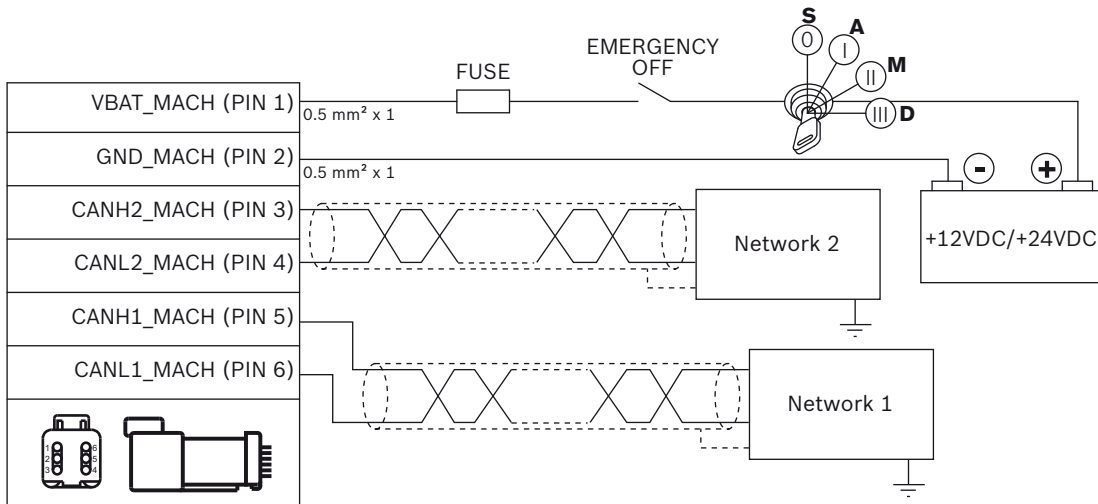 S
A
EMERGENCY
OFF
0
I
FUSE
II
M
VBAT_MACH (PIN 1)
0.5 mm² x 1
III
D
GND_MACH (PIN 2)
0.5 mm² x 1
-
+
CANH2_MACH (PIN 3)
Network 2
+12VDC/+24VDC
CANL2_MACH (PIN 4)
CANH1_MACH (PIN 5)
CANL1_MACH (PIN 6)
Network 1
1 6
2 5
3 4